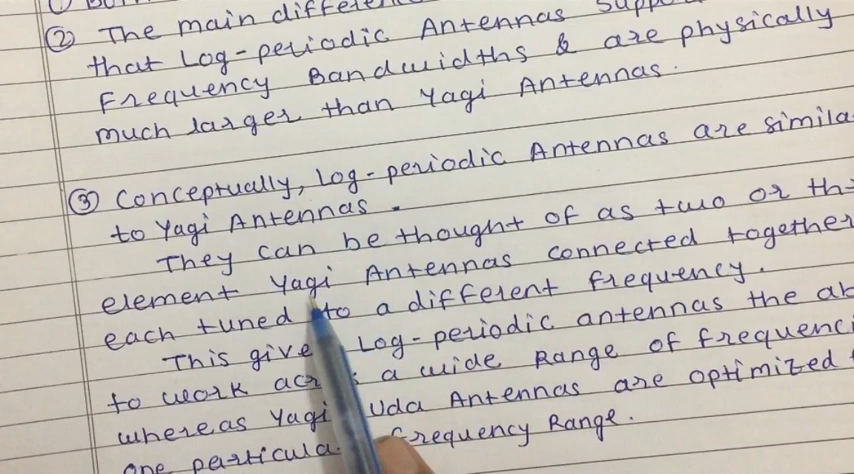 ② The main
that Log-periodic Antennas
Frequency Bandwidths & are physically
much larger than Yagi Antennas.
③ Conceptually, Log-periodic Antennas are
to Yagi Antennas.
They can be thought of as two or
element Yagi Antennas connected together
each tuned to a different frequency.
This Log-periodic antennas the
to work a wide Range of
whereas Yagi Uda Antennas are optimized
one frequency Range.